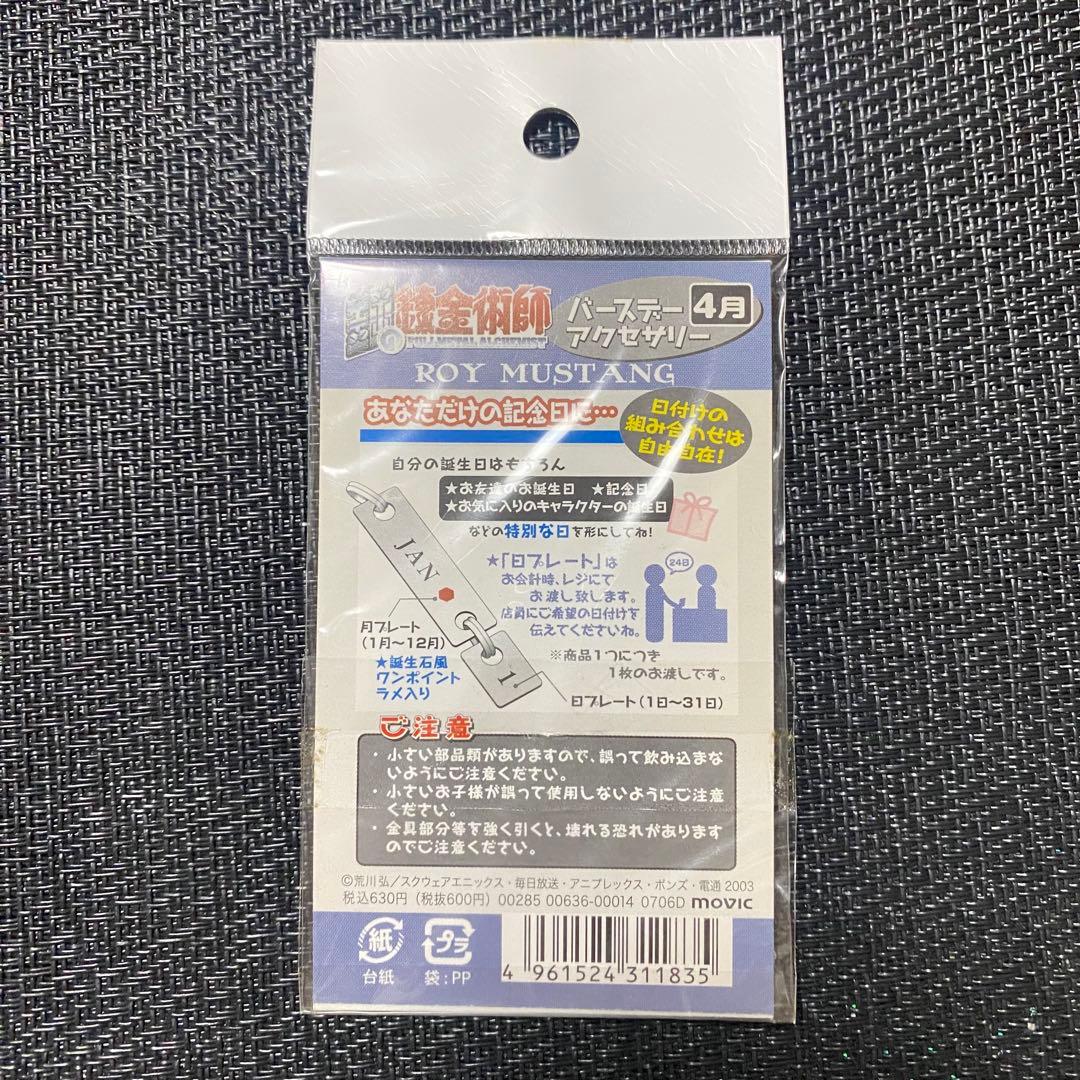 鋼の錬金術師
FULLMETAL ALCHEMIST
バースデー
アクセサリー
4月
ROY MUSTANG
あなただけの記念日に…
日付けの
組み合わせは
自由自在!
自分の誕生日はもちろん
★お友達のお誕生日 ★記念日
★お気に入りのキャラクターの誕生日
などの特別な日を形にしてね!
JAN
1
★「日プレート」は
お会計時、レジにて
お渡し致します。
店員にご希望の日付けを
伝えてくださいね。
24日
※商品1つにつき
1枚のお渡しです。
月プレート
(1月～12月)
★誕生石風
ワンポイント
ラメ入り
日プレート(1日～31日)
ご注意
・小さい部品類がありますので、誤って飲み込まな
いようにご注意ください。
・小さいお子様が誤って使用しないようにご注意
ください。
・金具部分等を強く引くと、壊れる恐れがあります
のでご注意ください。
©荒川弘/スクウェアエニックス・毎日放送・アニプレックス・ボンズ・電通 2003
税込630円(税抜600円) 00285 00636-00014 0706D movic
紙
台紙
プラ
袋:PP
4 961524 311835